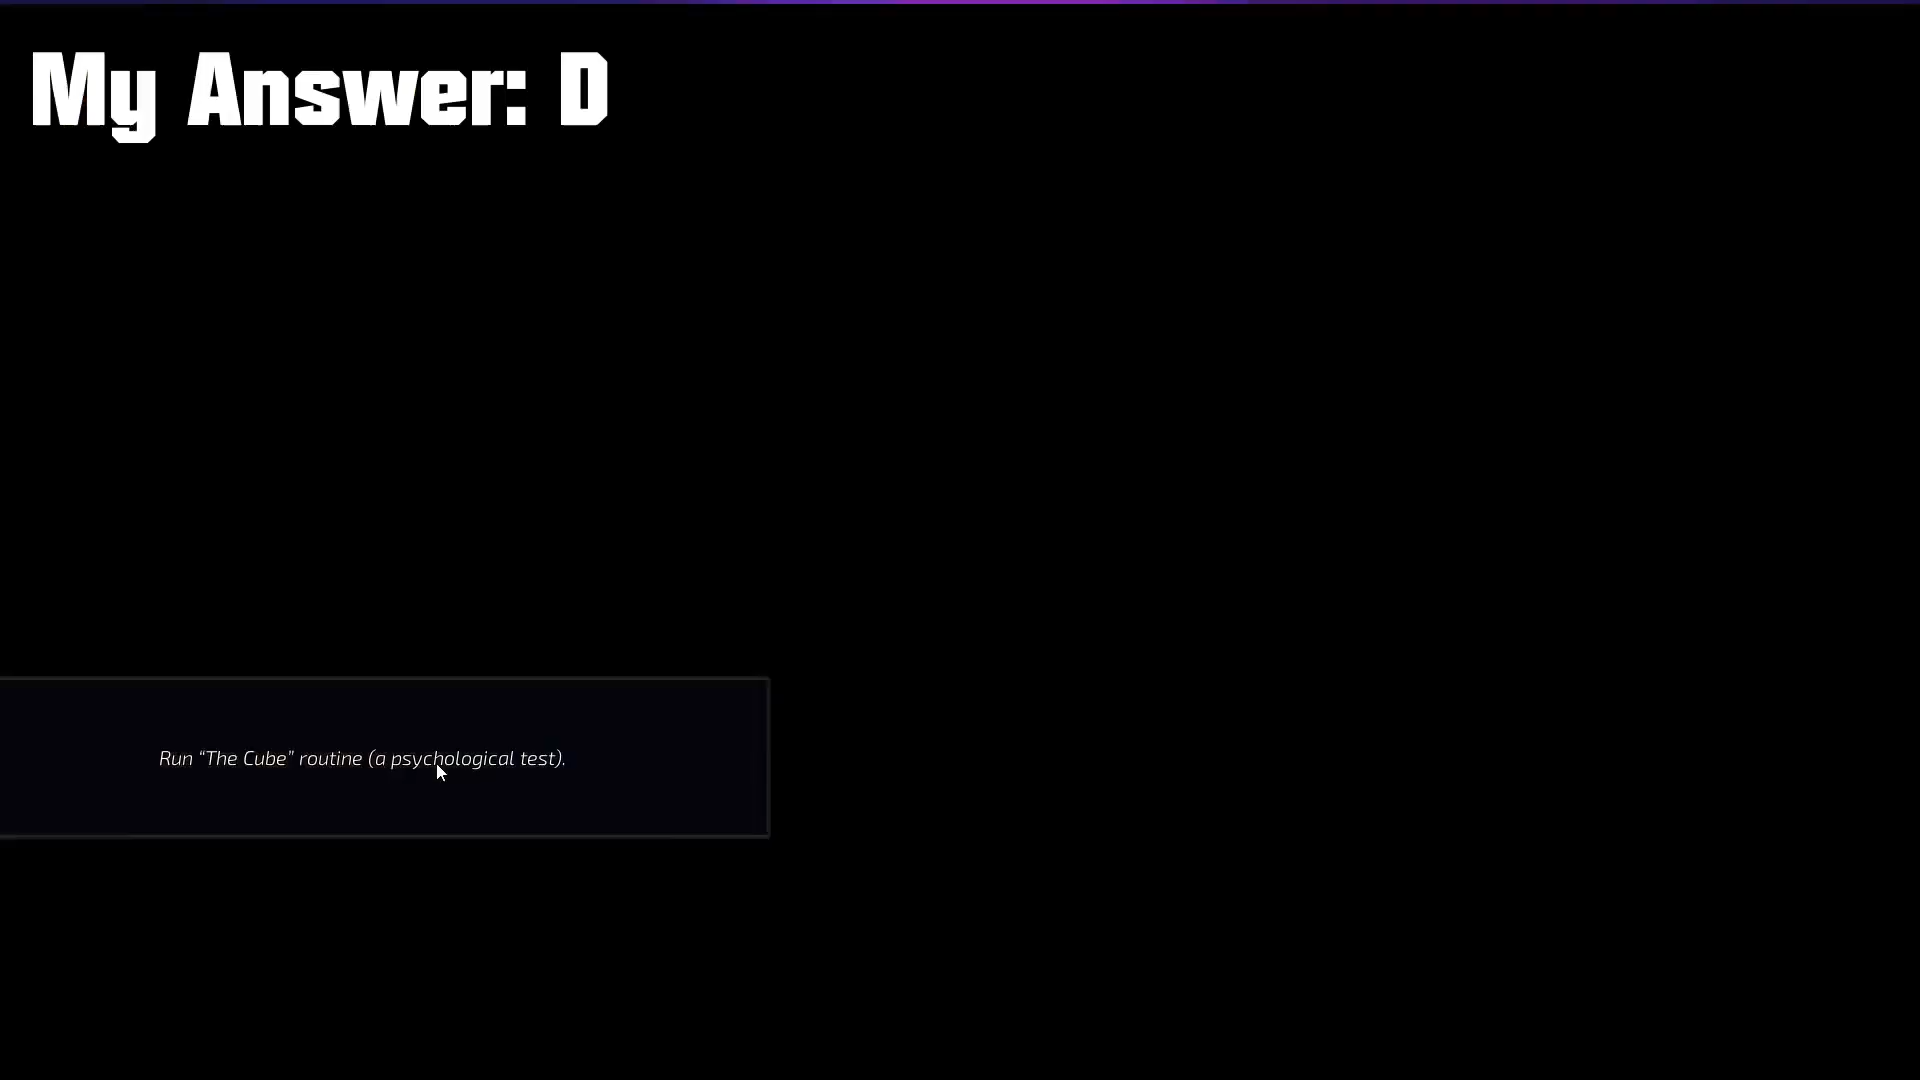 My Answer: D
Run “The Cube” routine (a psychological test).